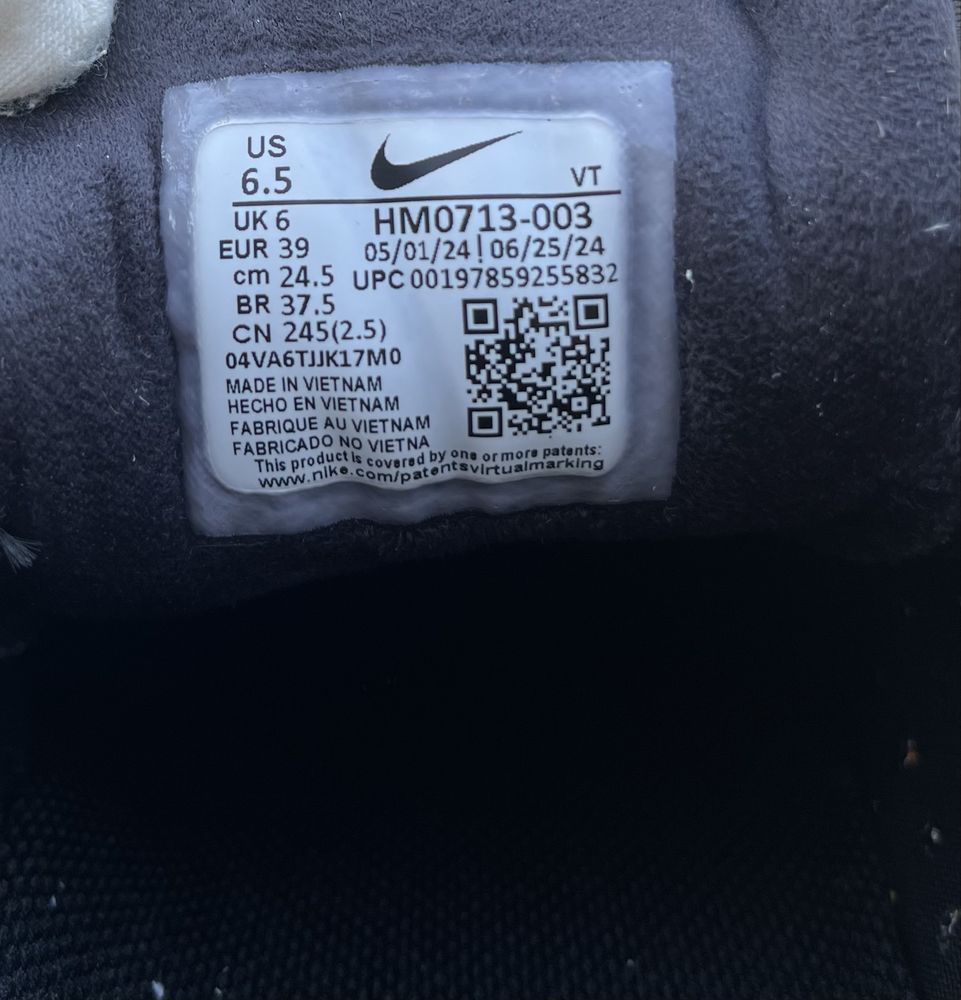 US
6.5
VT
UK 6
HM0713-003
EUR 39
05/01/24 | 06/25/24
cm 24.5
UPC 00197859255832
BR 37.5
CN 245(2.5)
04VA6TJJK17M0
MADE IN VIETNAM
HECHO EN VIETNAM
FABRIQUE AU VIETNAM
FABRICADO NO VIETNA
This product is covered by one or more patents:
www.nike.com/patentsvirtualmarking